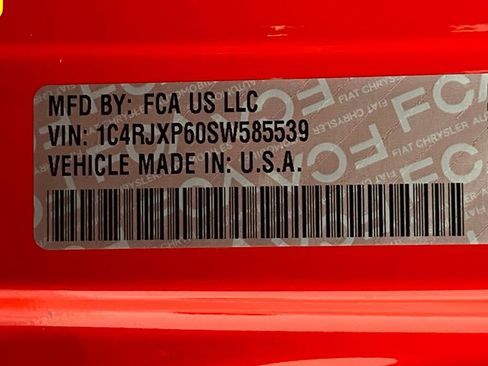 MFD BY: FCA US LLC
VIN: 1C4RJXP60SW585539
VEHICLE MADE IN: U.S.A.